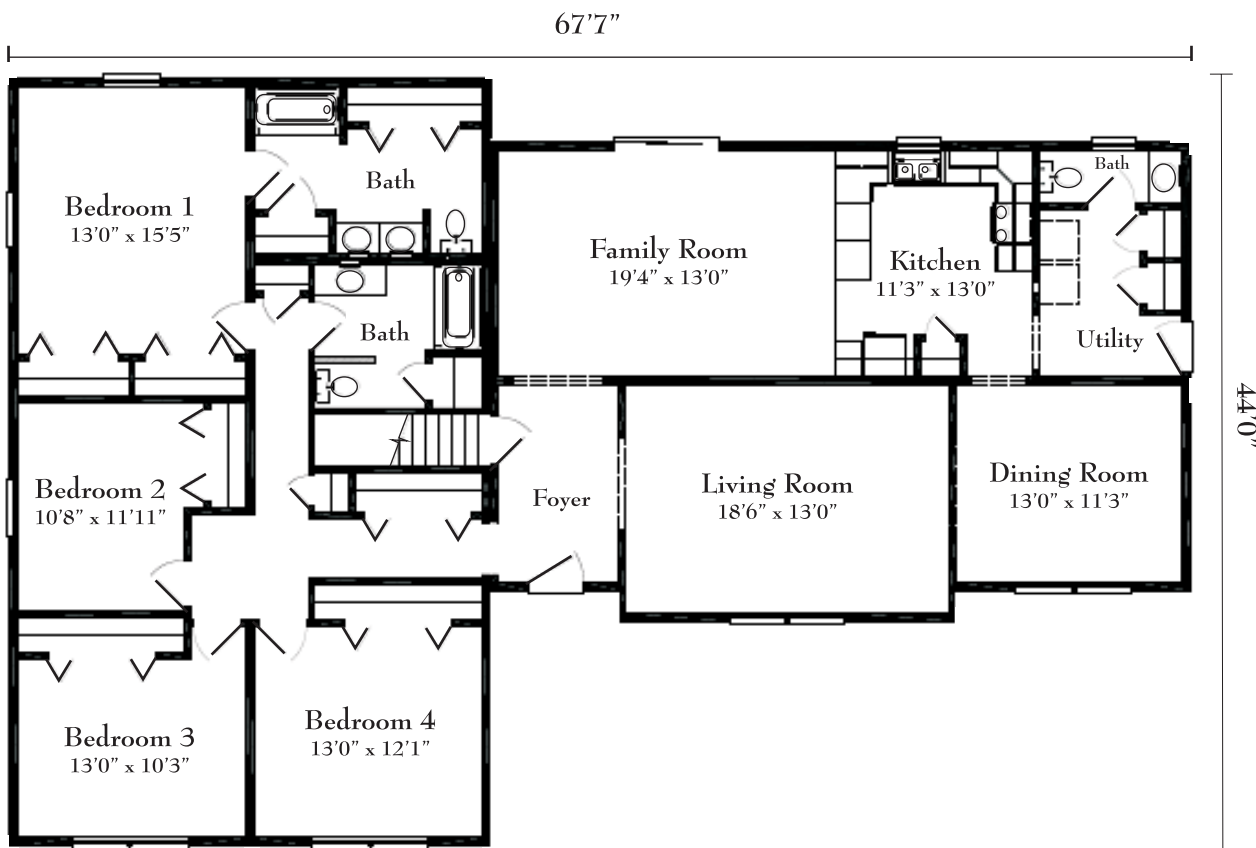 67’7”
Bath
Bath
Bedroom 1
13’0” x 15’5”
Family Room
19’4” x 13’0”
Kitchen
11’3” x 13’0”
Bath
Utility
44’0”
Bedroom 2
10’8” x 11’11”
Foyer
Living Room
18’6” x 13’0”
Dining Room
13’0” x 11’3”
Bedroom 3
13’0” x 10’3”
Bedroom 4
13’0” x 12’1”